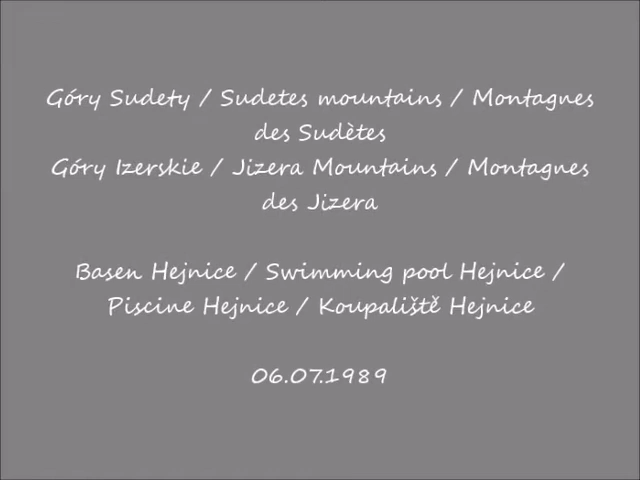 Góry Sudety / Sudetes mountains / Montagnes
des Sudètes
Góry Izerskie / Jizera Mountains / Montagnes
des Jizera
Basen Hejnice / Swimming pool Hejnice /
Piscine Hejnice / Koupaliště Hejnice
06.07.1989